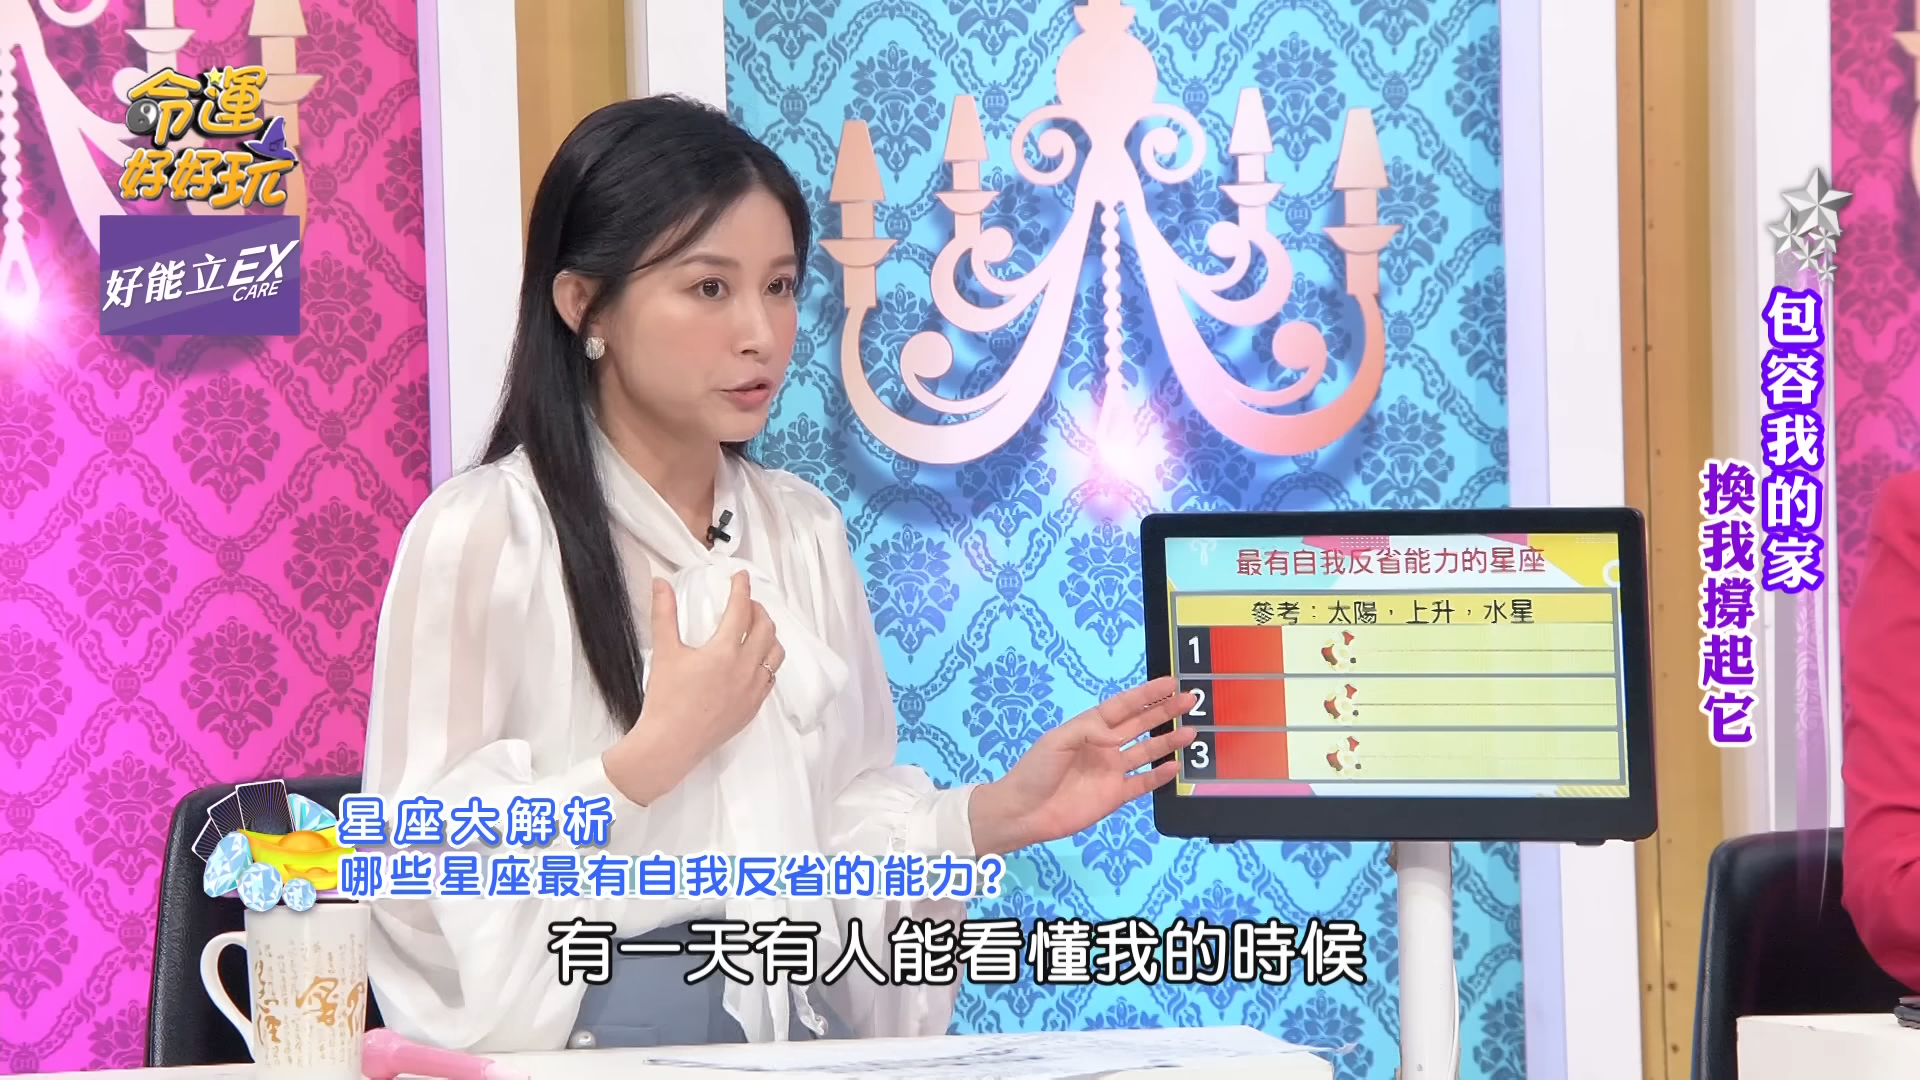 命運
好好玩
好能立EX
CARE
包容我的家
換我撐起它
最有自我反省能力的星座
參考：太陽，上升，水星
1
2
3
星座大解析
哪些星座最有自我反省的能力?
有一天有人能看懂我的時候